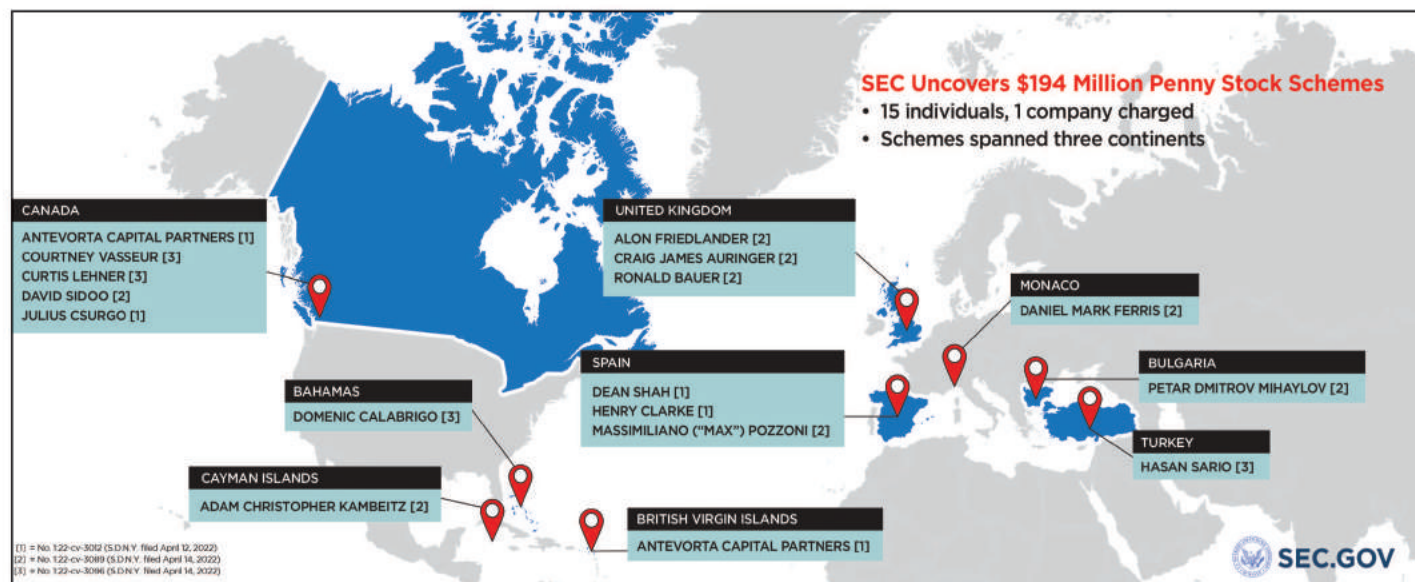 SEC Uncovers $194 Million Penny Stock Schemes
• 15 individuals, 1 company charged
• Schemes spanned three continents
CANADA
ANTEVORTA CAPITAL PARTNERS [1]
COURTNEY VASSEUR [3]
CURTIS LEHNER [3]
DAVID SIDOO [2]
JULIUS CSURGO [1]
UNITED KINGDOM
ALON FRIEDLANDER [2]
CRAIG JAMES AURINGER [2]
RONALD BAUER [2]
MONACO
DANIEL MARK FERRIS [2]
SPAIN
DEAN SHAH [1]
HENRY CLARKE [1]
MASSIMILIANO ("MAX") POZZONI [2]
BULGARIA
PETAR DMITROV MIHAYLOV [2]
BAHAMAS
DOMENIC CALABRIGO [3]
TURKEY
HASAN SARIO [3]
CAYMAN ISLANDS
ADAM CHRISTOPHER KAMBEITZ [2]
BRITISH VIRGIN ISLANDS
ANTEVORTA CAPITAL PARTNERS [1]
[1] = No. 1:22-cv-3012 (S.D.N.Y. filed April 12, 2022)
[2] = No. 1:22-cv-3089 (S.D.N.Y. filed April 14, 2022)
[3] = No. 1:22-cv-3096 (S.D.N.Y. filed April 14, 2022)
SEC.GOV